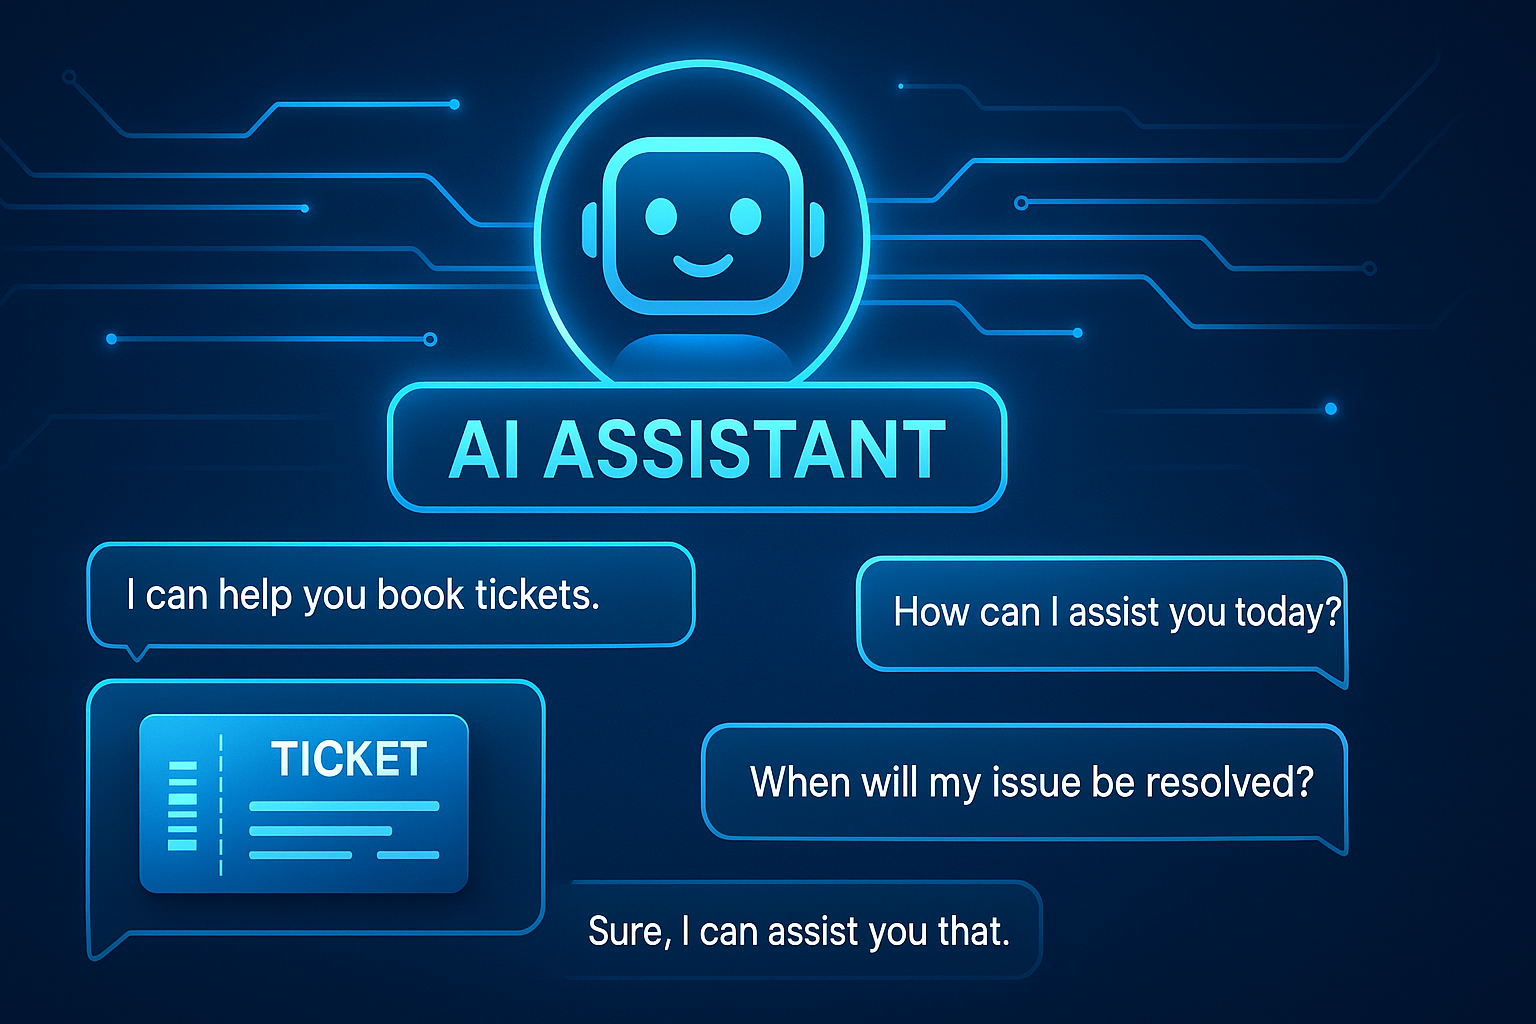 AI ASSISTANT
I can help you book tickets.
How can I assist you today?
TICKET
When will my issue be resolved?
Sure, I can assist you that.